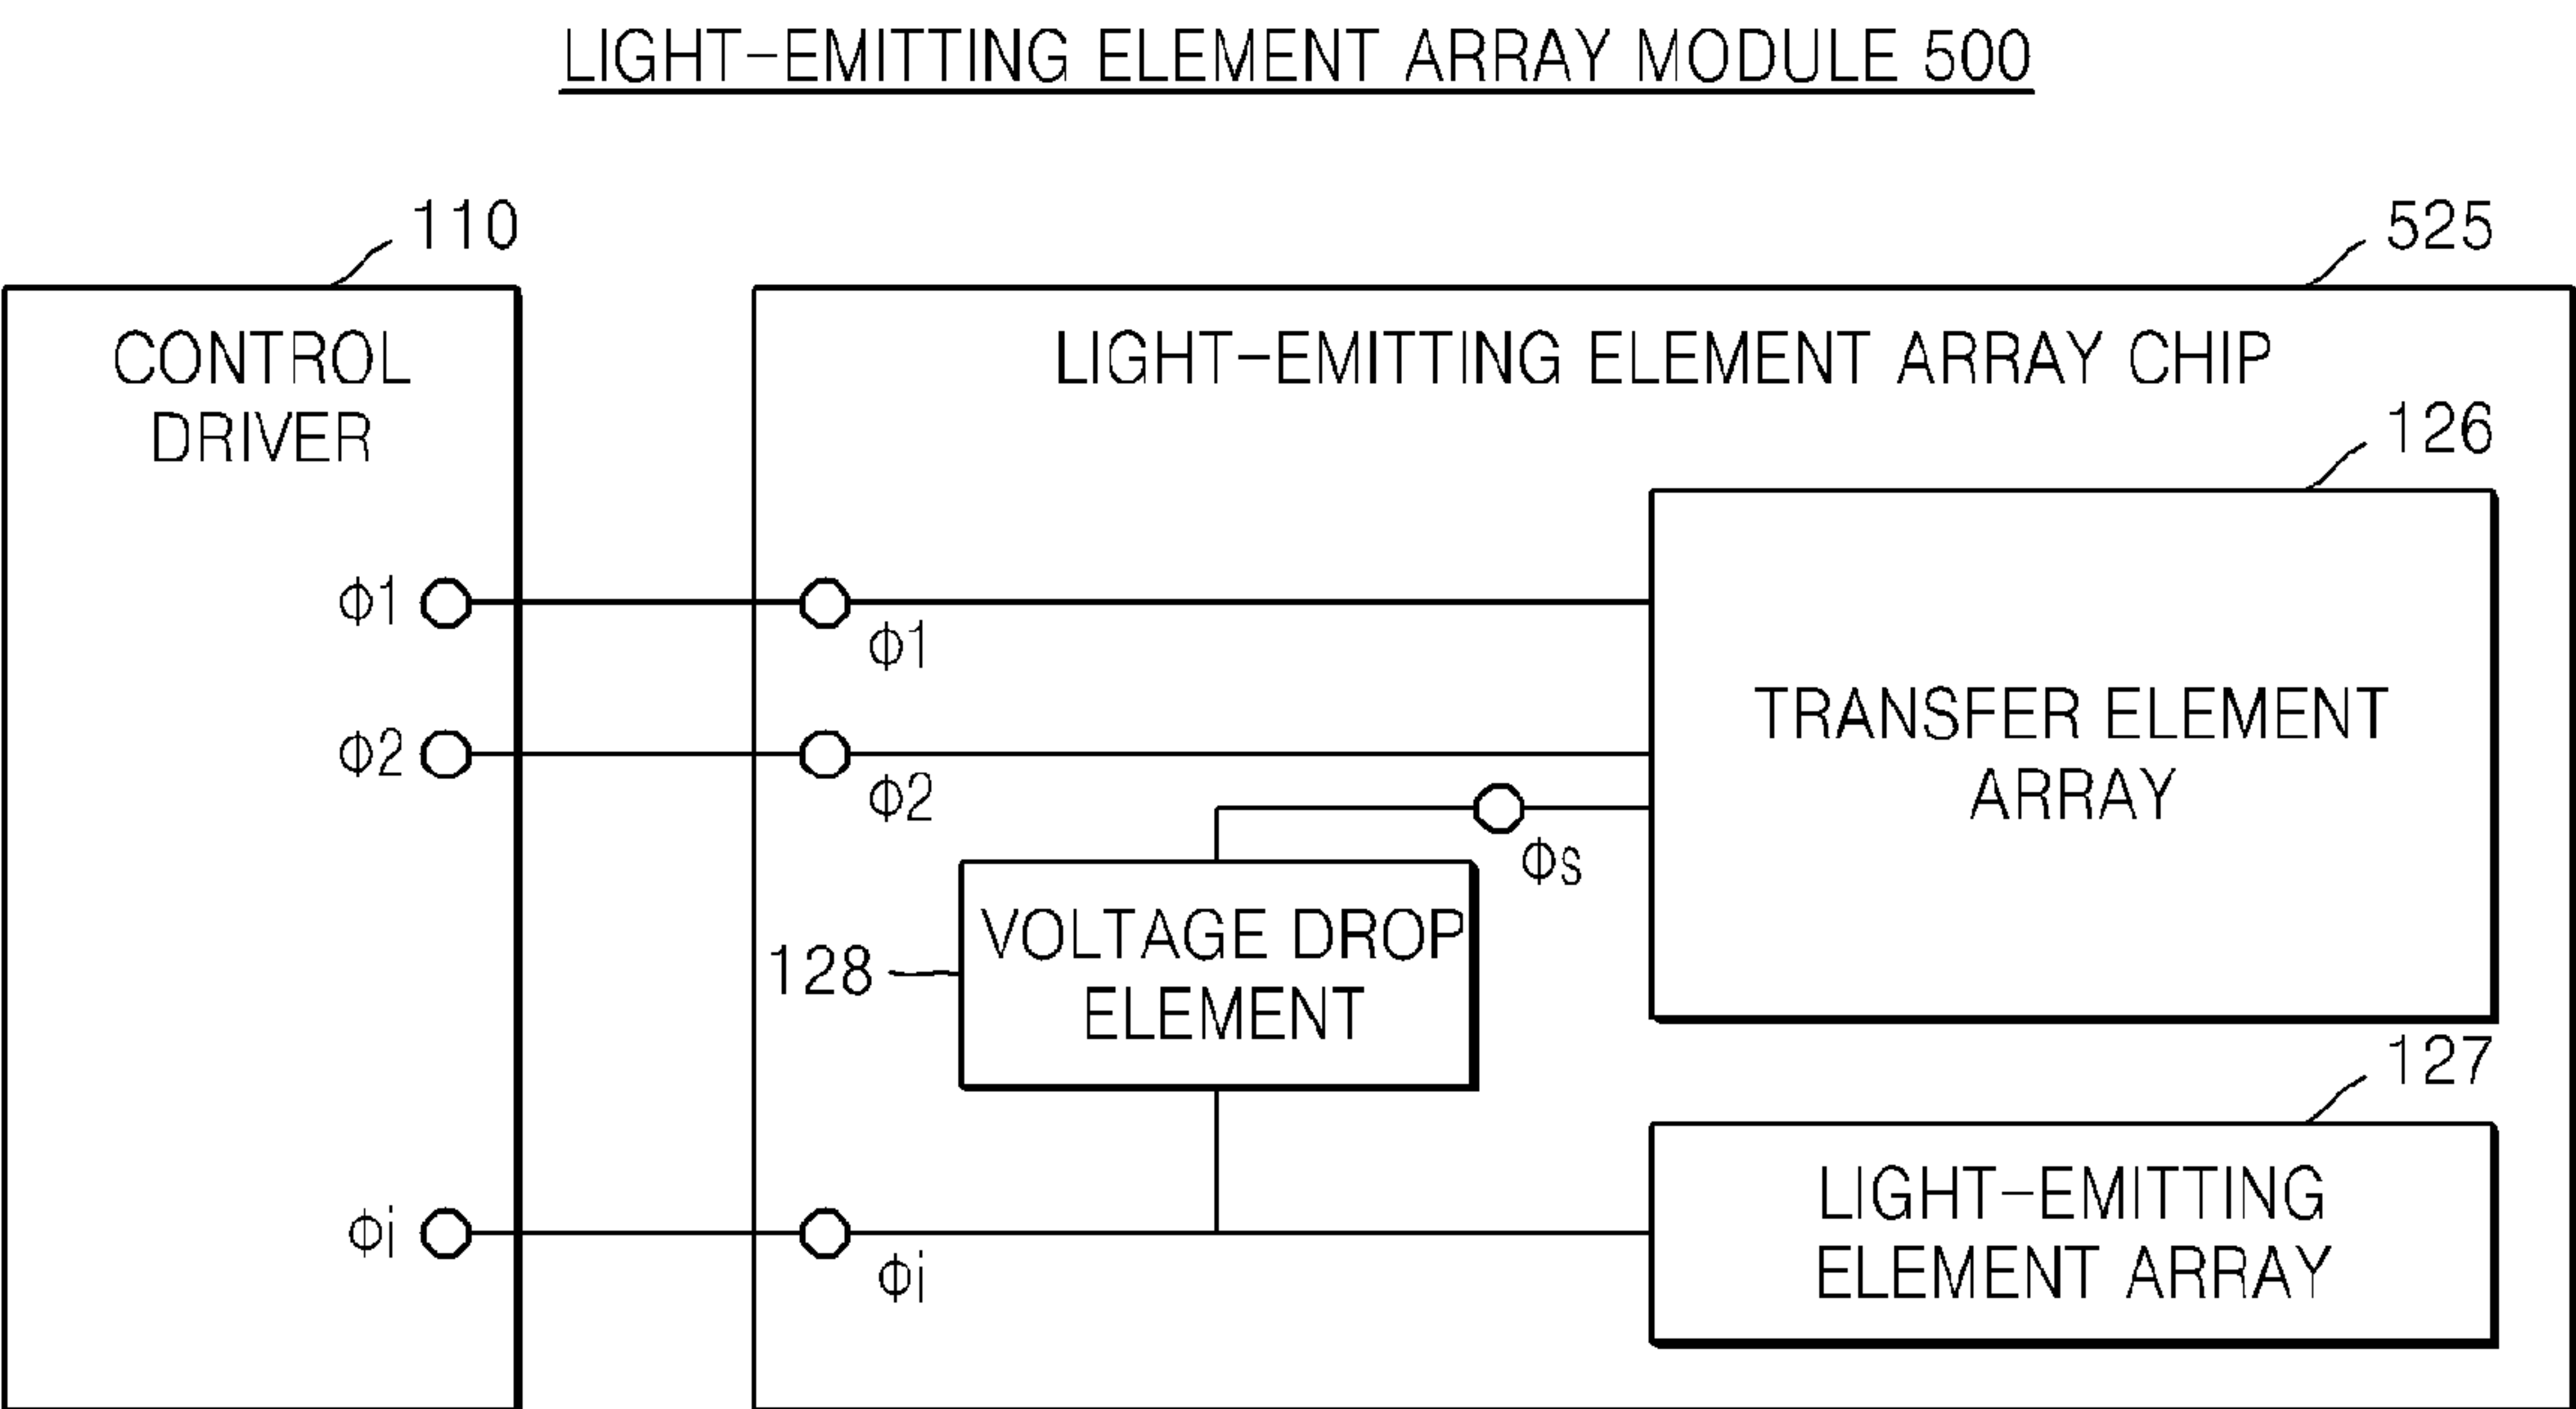 LIGHT-EMITTING ELEMENT ARRAY MODULE 500
110
525
CONTROL
DRIVER
LIGHT-EMITTING ELEMENT ARRAY CHIP
126
Φ1
Φ1
TRANSFER ELEMENT
ARRAY
Φ2
Φ2
Φs
128
VOLTAGE DROP
ELEMENT
127
LIGHT-EMITTING
ELEMENT ARRAY
Φi
Φi